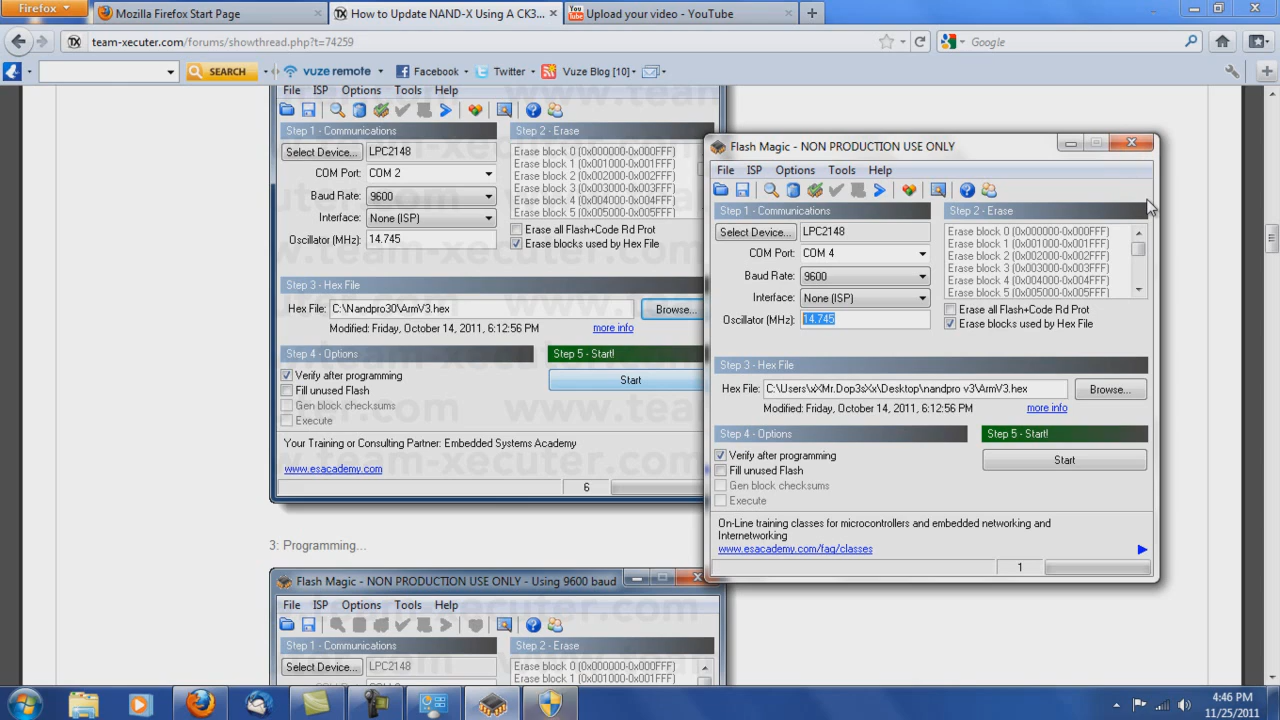 Firefox
Mozilla Firefox Start Page
How to Update NAND-X Using A CK3...
Upload your video - YouTube
team-xecuter.com/forums/showthread.php?t=74259
Google
SEARCH
vuze remote
Facebook
Twitter
Vuze Blog [10]
File ISP Options Tools Help
Step 1 - Communications
Step 2 - Erase
Select Device...
LPC2148
COM Port:
COM 2
Baud Rate:
9600
Interface:
None (ISP)
Oscillator (MHz):
14.745
Erase block 0 (0x000000-0x000FFF)
Erase block 1 (0x001000-0x001FFF)
Erase block 2 (0x002000-0x002FFF)
Erase block 3 (0x003000-0x003FFF)
Erase block 4 (0x004000-0x004FFF)
Erase block 5 (0x005000-0x005FFF)
Erase all Flash+Code Rd Prot
Erase blocks used by Hex File
Step 3 - Hex File
Hex File:
C:\Nandpro30\ArmV3.hex
Browse...
Modified: Friday, October 14, 2011, 6:12:56 PM
more info
Step 4 - Options
Step 5 - Start!
Verify after programming
Fill unused Flash
Gen block checksums
Execute
Start
Your Training or Consulting Partner: Embedded Systems Academy
www.esacademy.com
6
3: Programming...
Flash Magic - NON PRODUCTION USE ONLY - Using 9600 baud
File ISP Options Tools Help
Step 1 - Communications
Step 2 - Erase
Select Device...
LPC2148
Erase block 0 (0x000000-0x000FFF)
Erase block 1 (0x001000-0x001FFF)
Flash Magic - NON PRODUCTION USE ONLY
File ISP Options Tools Help
Step 1 - Communications
Step 2 - Erase
Select Device...
LPC2148
COM Port:
COM 4
Baud Rate:
9600
Interface:
None (ISP)
Oscillator (MHz):
14.745
Erase block 0 (0x000000-0x000FFF)
Erase block 1 (0x001000-0x001FFF)
Erase block 2 (0x002000-0x002FFF)
Erase block 3 (0x003000-0x003FFF)
Erase block 4 (0x004000-0x004FFF)
Erase block 5 (0x005000-0x005FFF)
Erase all Flash+Code Rd Prot
Erase blocks used by Hex File
Step 3 - Hex File
Hex File:
C:\Users\xXMr.Dop3sXx\Desktop\nandpro v3\ArmV3.hex
Browse...
Modified: Friday, October 14, 2011, 6:12:56 PM
more info
Step 4 - Options
Step 5 - Start!
Verify after programming
Fill unused Flash
Gen block checksums
Execute
Start
On-Line training classes for microcontrollers and embedded networking and
Internetworking
www.esacademy.com/faq/classes
1
4:46 PM
11/25/2011